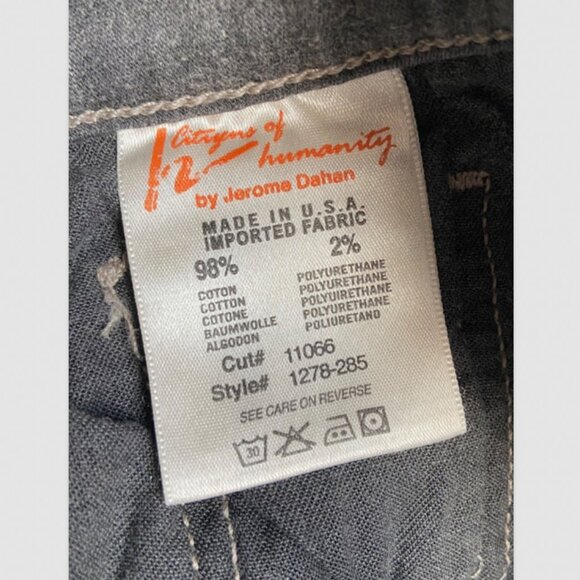 Citizens of
humanity
by Jerome Dahan
MADE IN U.S.A.
IMPORTED FABRIC
98% 2%
COTON POLYURETHANE
COTTON POLYURETHANE
COTONE POLYUIRETHANE
BAUMWOLLE POLYURETHANE
ALGODON POLIURETANO
Cut# 11066
Style# 1278-285
SEE CARE ON REVERSE
30